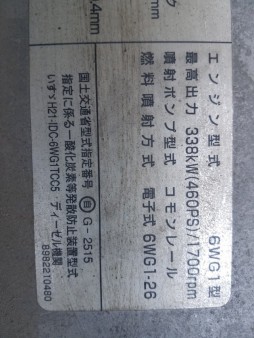 ク
.4mm
エンジン型式 6WG1型
最高出力 338kW(460PS)/1700rpm
噴射ポンプ型式 コモンレール
燃料噴射方式 電子式 6WG1-26
国土交通省型式指定番号 自 G-2515
指定に係る一酸化炭素等発散防止装置型式
いすゞH21-IDC-6WG1TCC5・ディーゼル機関
8982210480